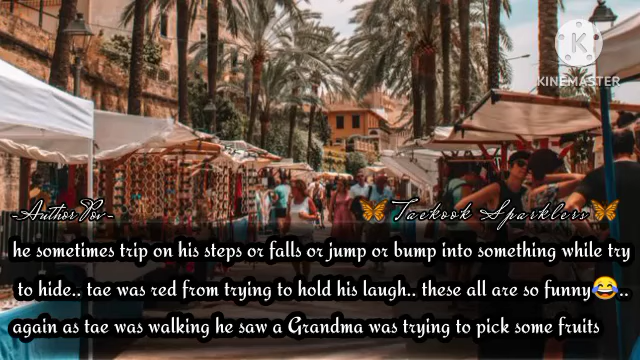 KINEMASTER
-Author Pov-
🦋Taekook Sparklers🦋
he sometimes trip on his steps or falls or jump or bump into something while try
to hide.. tae was red from trying to hold his laugh.. these all are so funny😂..
again as tae was walking he saw a Grandma was trying to pick some fruits